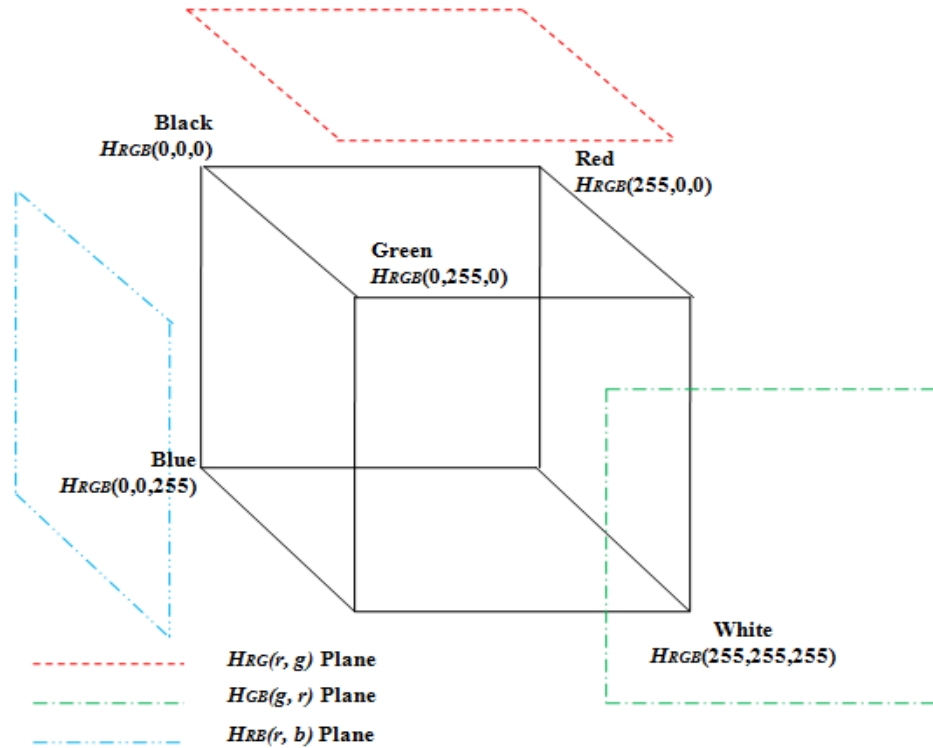 Black
HRGB(0,0,0)
Red
HRGB(255,0,0)
Green
HRGB(0,255,0)
Blue
HRGB(0,0,255)
White
HRGB(255,255,255)
HRG(r, g) Plane
HGB(g, r) Plane
HRB(r, b) Plane